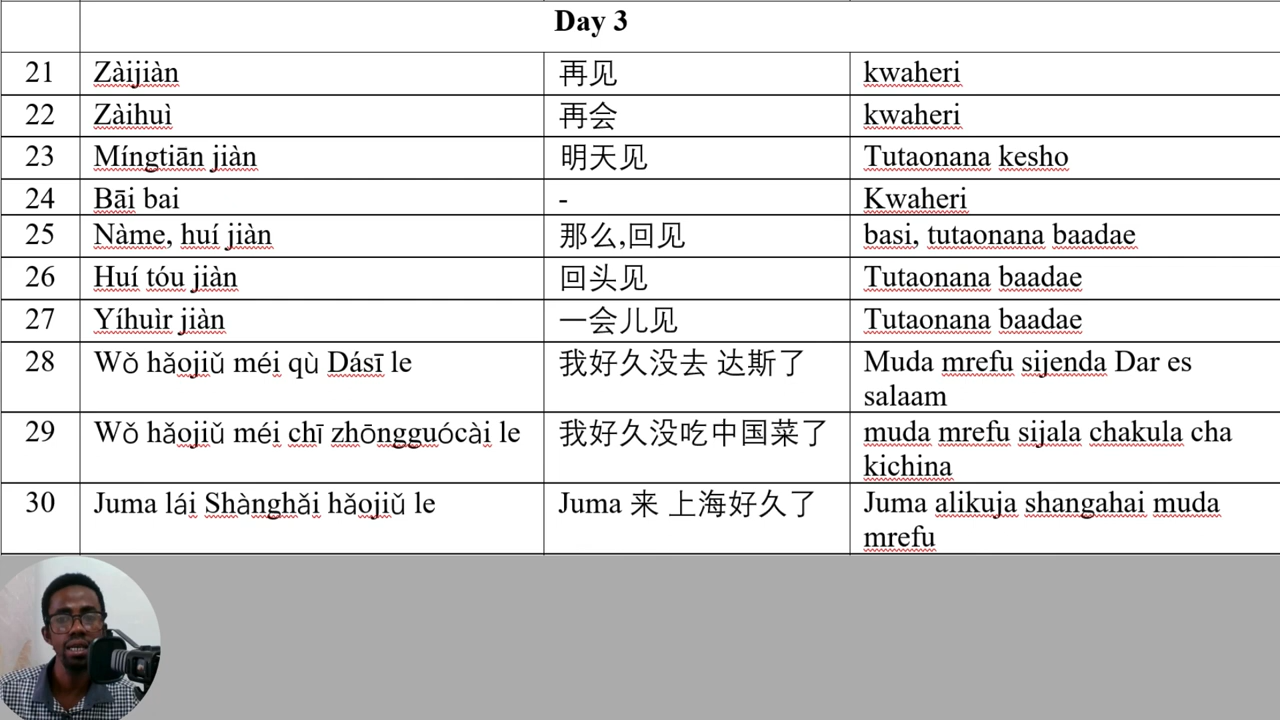 Day 3
21 Zàijiàn 再见 kwaheri
22 Zàihuì 再会 kwaheri
23 Míngtiān jiàn 明天见 Tutaonana kesho
24 Bāi bai - Kwaheri
25 Nàme, huí jiàn 那么,回见 basi, tutaonana baadae
26 Huí tóu jiàn 回头见 Tutaonana baadae
27 Yíhuìr jiàn 一会儿见 Tutaonana baadae
28 Wǒ hǎojiǔ méi qù Dásī le 我好久没去 达斯了 Muda mrefu sijenda Dar es
salaam
29 Wǒ hǎojiǔ méi chī zhōngguócài le 我好久没吃中国菜了 muda mrefu sijala chakula cha
kichina
30 Juma lái Shànghǎi hǎojiǔ le Juma 来 上海好久了 Juma alikuja shangahai muda
mrefu